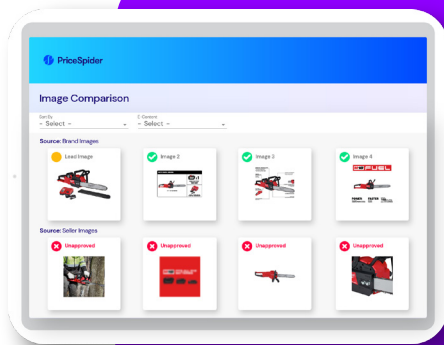 PriceSpider
Image Comparison
Sort By
- Select -
- Select -
Source: Brand Images
Lead Image
Image 2
Image 3
Image 4
FUEL
Source: Seller Images
Unapproved
Unapproved
Unapproved
Unapproved